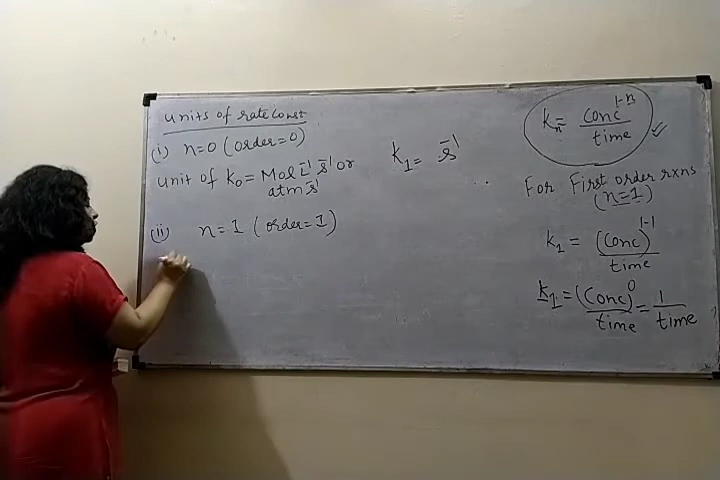 units of rate const
(i) n=0 (order=0)
unit of k₀ = Mol L⁻¹ s⁻¹ or
atm s⁻¹
(ii) n = 1 (order = 1)
k₁ = s⁻¹
kₙ = conc¹⁻ⁿ / time ✓
For First order rxns
(n=1)
k₁ = (conc)¹⁻¹ / time
k₁ = (conc)⁰ / time = 1 / time